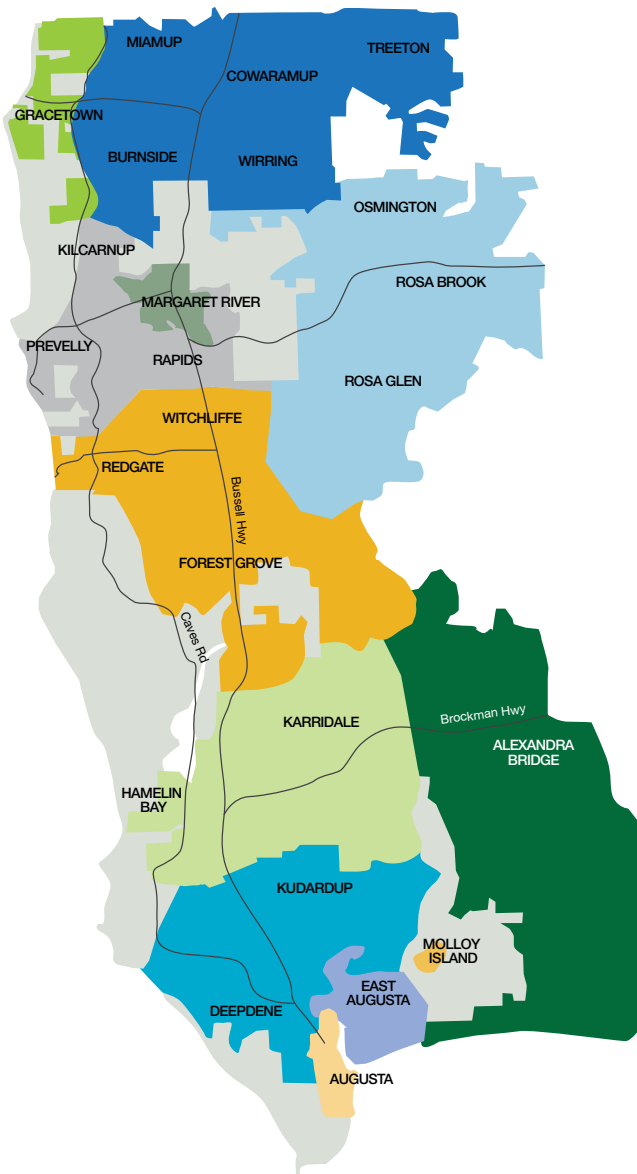 MIAMUP
TREETON
COWARAMUP
GRACETOWN
BURNSIDE
WIRRING
OSMINGTON
KILCARNUP
ROSA BROOK
MARGARET RIVER
PREVELLY
RAPIDS
ROSA GLEN
WITCHLIFFE
REDGATE
Bussell Hwy
FOREST GROVE
Caves Rd
Brockman Hwy
KARRIDALE
ALEXANDRA
BRIDGE
HAMELIN
BAY
KUDARDUP
MOLLOY
ISLAND
EAST
AUGUSTA
DEEPDENE
AUGUSTA